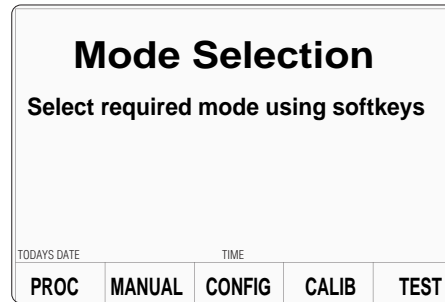 Mode Selection
Select required mode using softkeys
TODAYS DATE TIME
PROC MANUAL CONFIG CALIB TEST